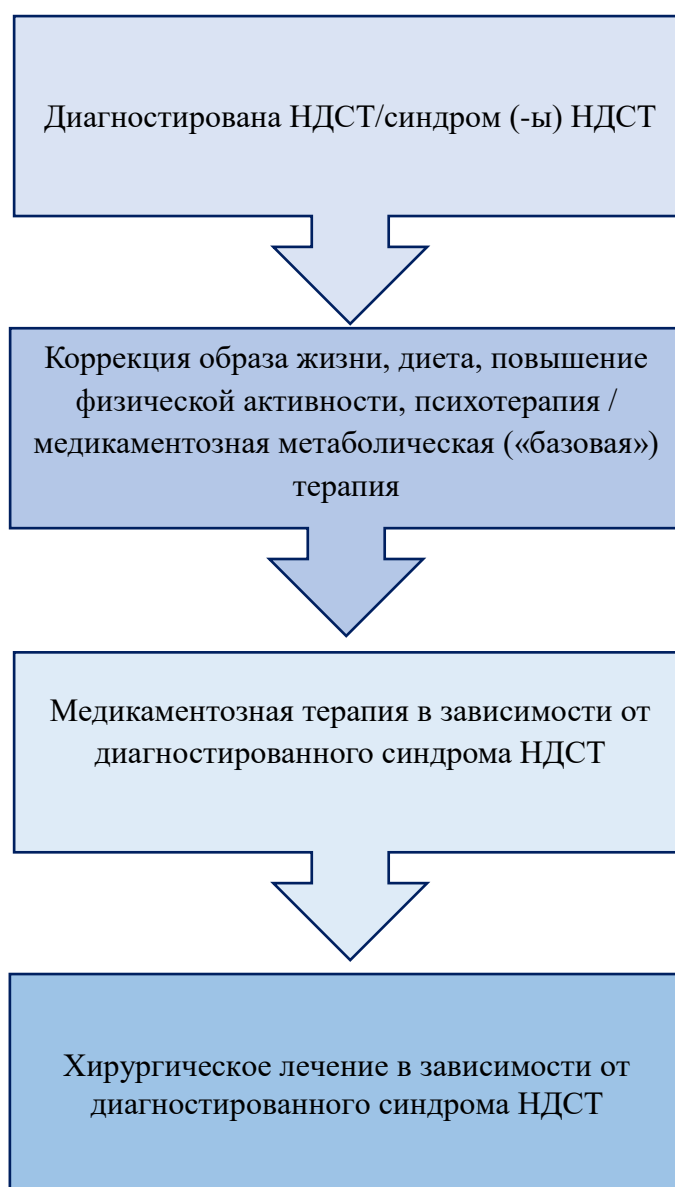 Диагностирована НДСТ/синдром (-ы) НДСТ
Коррекция образа жизни, диета, повышение
физической активности, психотерапия /
медикаментозная метаболическая («базовая»)
терапия
Медикаментозная терапия в зависимости от
диагностированного синдрома НДСТ
Хирургическое лечение в зависимости от
диагностированного синдрома НДСТ